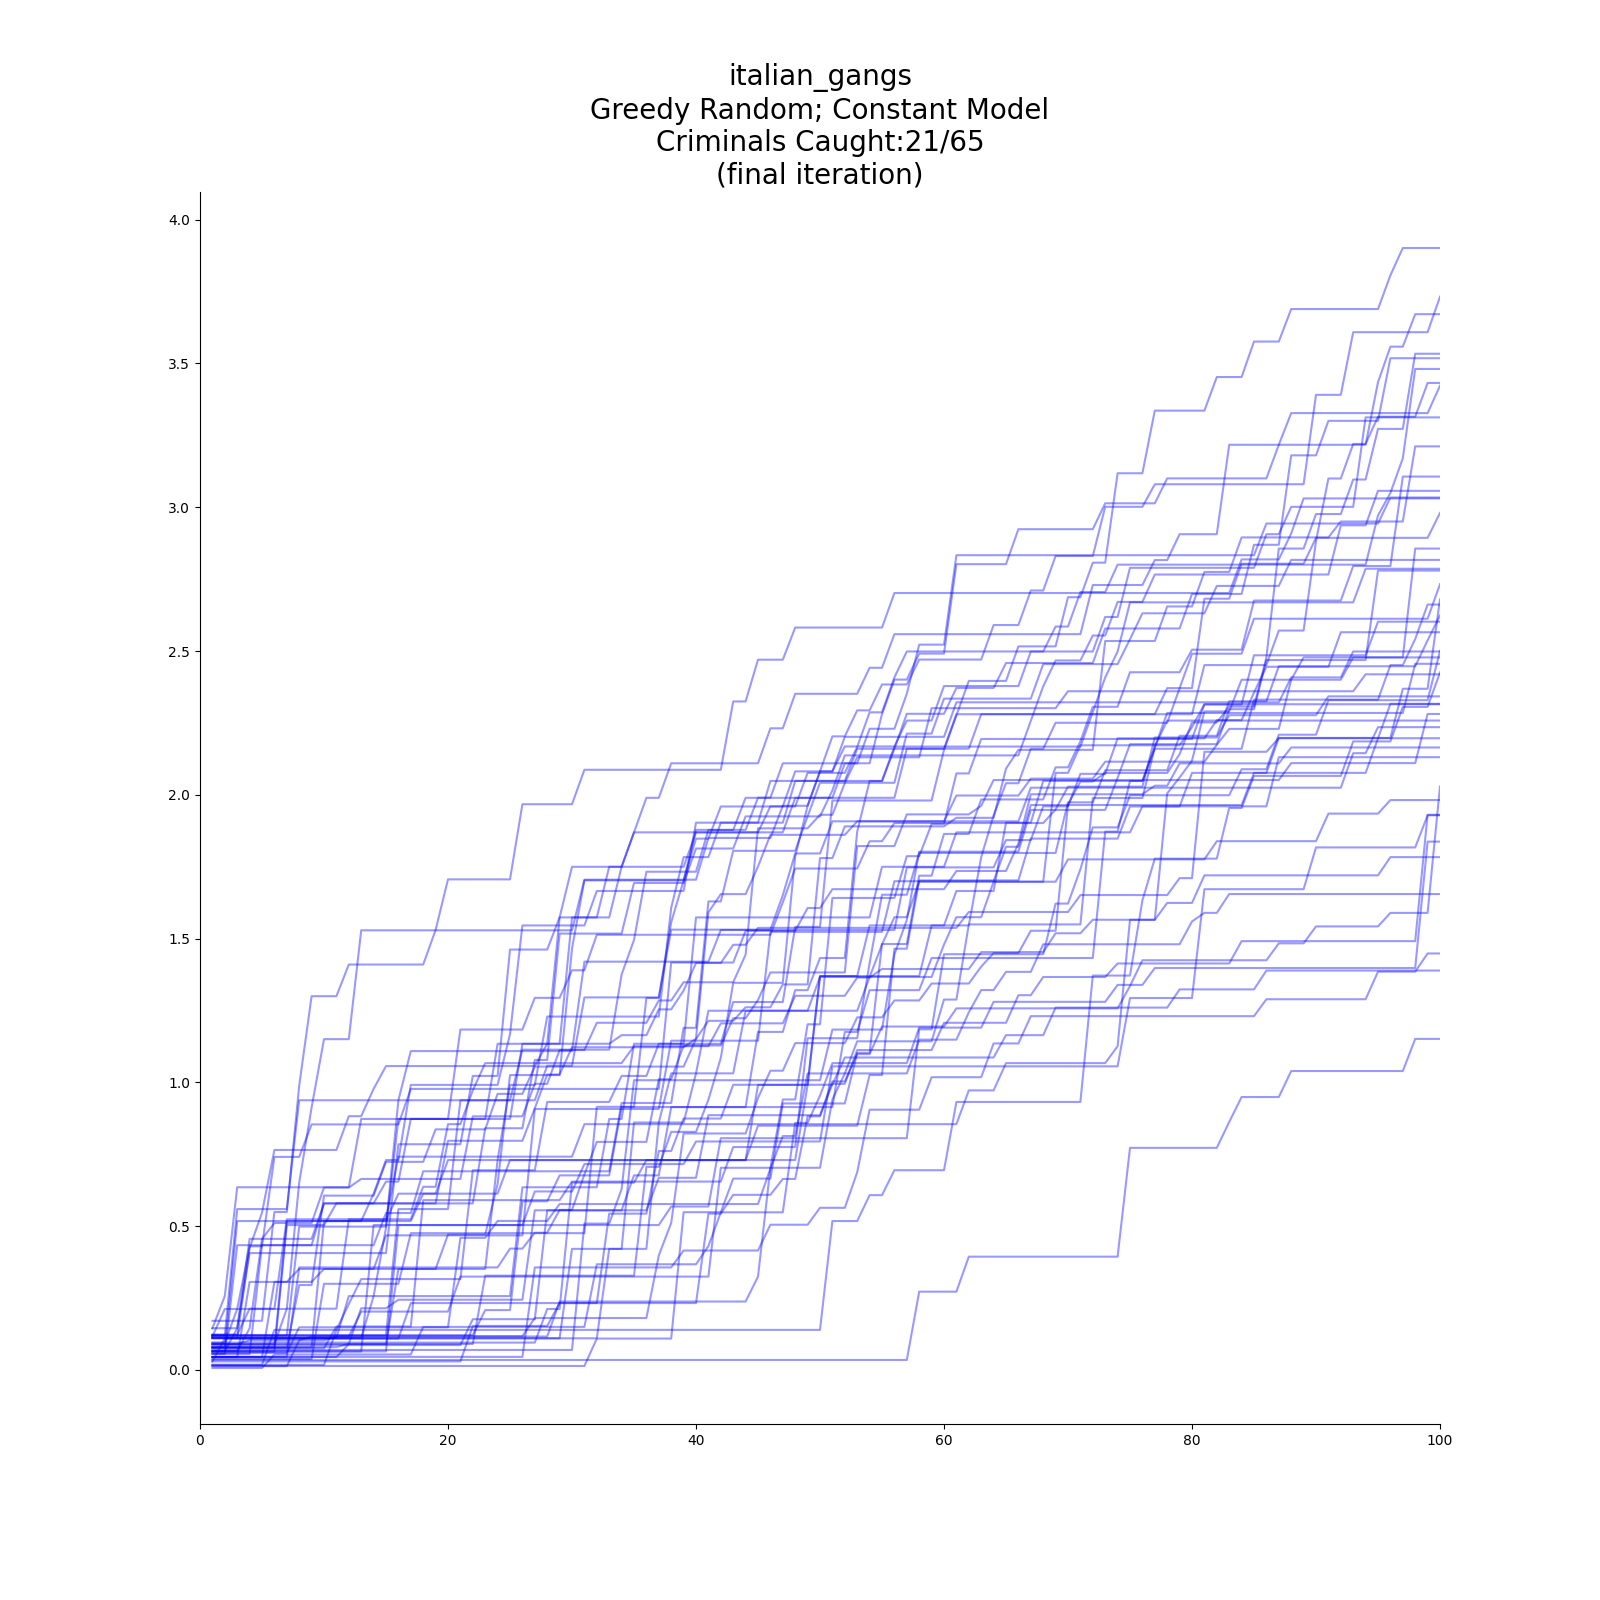 italian_gangs
Greedy Random; Constant Model
Criminals Caught:21/65
(final iteration)
4.0
3.5
3.0
2.5
2.0
1.5
1.0
0.5
0.0
0 20 40 60 80 100